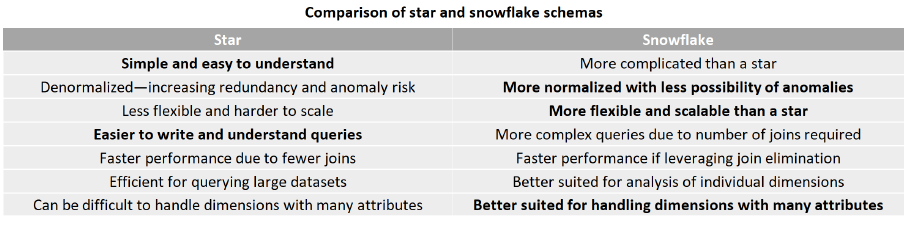 Comparison of star and snowflake schemas
Star Snowflake
Simple and easy to understand More complicated than a star
Denormalized—increasing redundancy and anomaly risk More normalized with less possibility of anomalies
Less flexible and harder to scale More flexible and scalable than a star
Easier to write and understand queries More complex queries due to number of joins required
Faster performance due to fewer joins Faster performance if leveraging join elimination
Efficient for querying large datasets Better suited for analysis of individual dimensions
Can be difficult to handle dimensions with many attributes Better suited for handling dimensions with many attributes